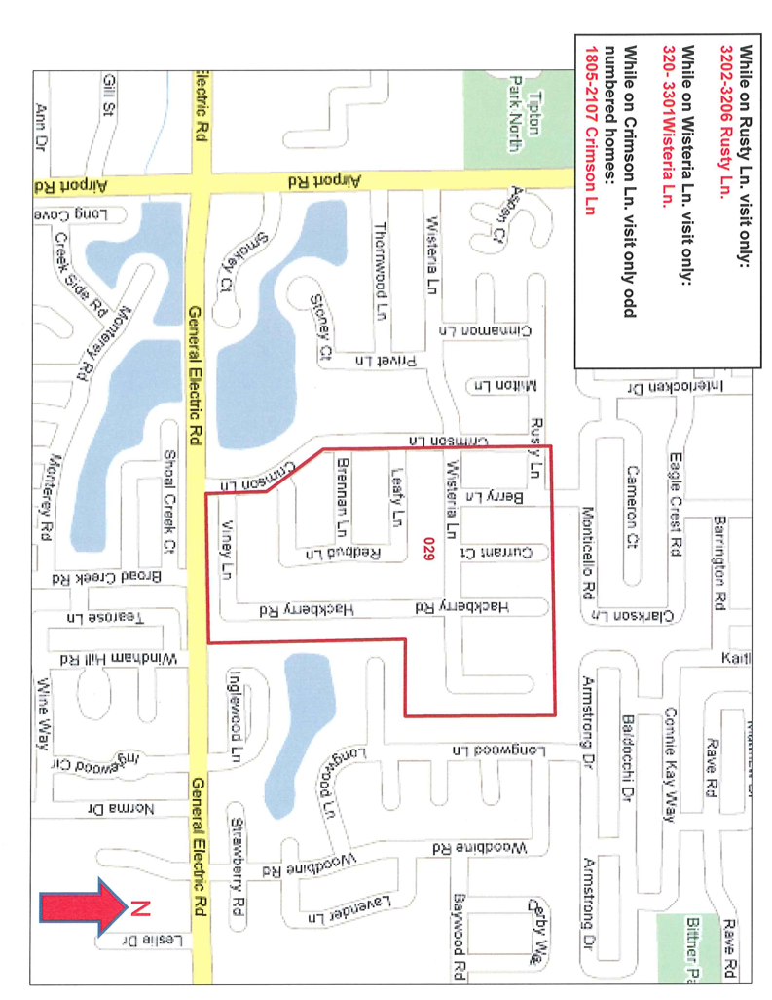 While on Rusty Ln. visit only:
3202-3206 Rusty Ln.
While on Wisteria Ln. visit only:
320- 3301Wisteria Ln.
While on Crimson Ln. visit only odd
numbered homes:
1805-2107 Crimson Ln
Tipton
Park North
Gill St
Ann Dr
Electric Rd
Airport Rd
Airport Rd
Long Cove
Creek Side Rd
Monterey Rd
Monterey Rd
Smokey Ct
Stoney Ct
Thornwood Ln
Wisteria Ln
Aspen Ct
Cinnamon Ln
Privet Ln
Milton Ln
Interlocken Dr
General Electric Rd
Crimson Ln
Rusty Ln
Crimson Ln
Crimson Ln
Brennan Ln
Leafy Ln
Wisteria Ln
Berry Ln
Cameron Ct
Eagle Crest Rd
Barrington Rd
Monticello Rd
Shoal Creek Ct
Viney Ln
Redbud Ln
029
Currant Ct
Broad Creek Rd
Tearose Ln
Hackberry Rd
Hackberry Rd
Hackberry Rd
Clarkson Ln
Windham Hill Rd
Kaitl
Wine Way
Inglewood Ln
Inglewood Cir
Norma Dr
Longwood Ln
Longwood Ln
Armstrong Dr
Baldocchi Dr
Connie Kay Way
Rave Rd
General Electric Rd
Strawberry Rd
Woodbine Rd
Woodbine Rd
Lavender Ln
Baywood Rd
Armstrong Dr
Bittner Pa
Rave Rd
Leslie Dr
N